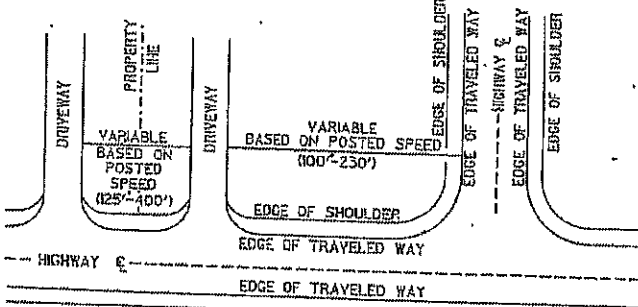 PROPERTY
LINE
DRIVEWAY
DRIVEWAY
EDGE OF SHOULDER
EDGE OF TRAVELED WAY
HIGHWAY ℄
EDGE OF TRAVELED WAY
EDGE OF SHOULDER
VARIABLE
BASED ON
POSTED
SPEED
(125'-400')
VARIABLE
BASED ON POSTED SPEED
(100'-230')
EDGE OF SHOULDER
EDGE OF TRAVELED WAY
HIGHWAY ℄
EDGE OF TRAVELED WAY